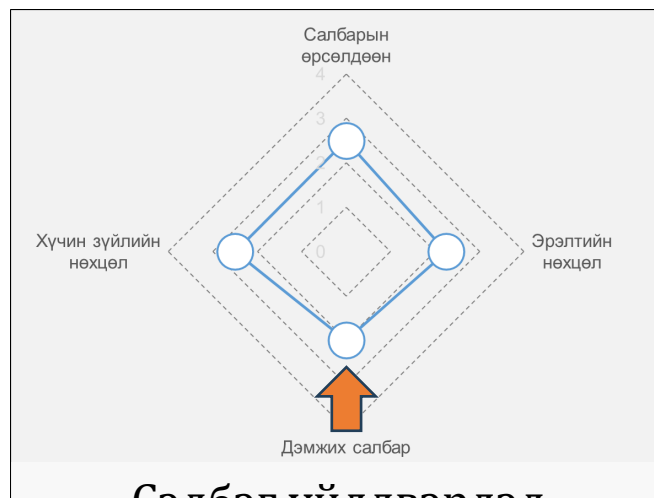 Салбарын
өрсөлдөөн
4
3
2
1
0
Хүчин зүйлийн
нөхцөл
Эрэлтийн
нөхцөл
Дэмжих салбар